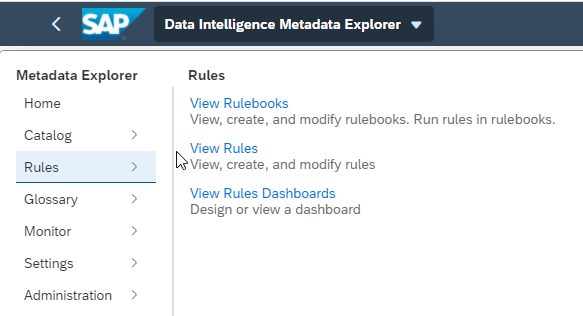 SAP Data Intelligence Metadata Explorer
Metadata Explorer
Home
Catalog
Rules
Glossary
Monitor
Settings
Administration
Rules
View Rulebooks
View, create, and modify rulebooks. Run rules in rulebooks.
View Rules
View, create, and modify rules
View Rules Dashboards
Design or view a dashboard